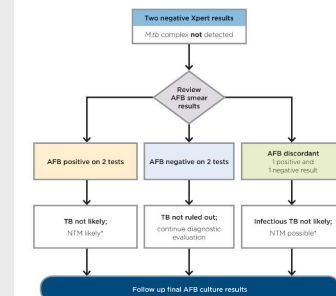 Two negative Xpert results
M.tb complex not detected
Review
AFB smear
results
AFB positive on 2 tests
AFB negative on 2 tests
AFB discordant
1 positive and
1 negative result
TB not likely;
NTM likely*
TB not ruled out;
continue diagnostic
evaluation
Infectious TB not likely;
NTM possible*
Follow up final AFB culture results